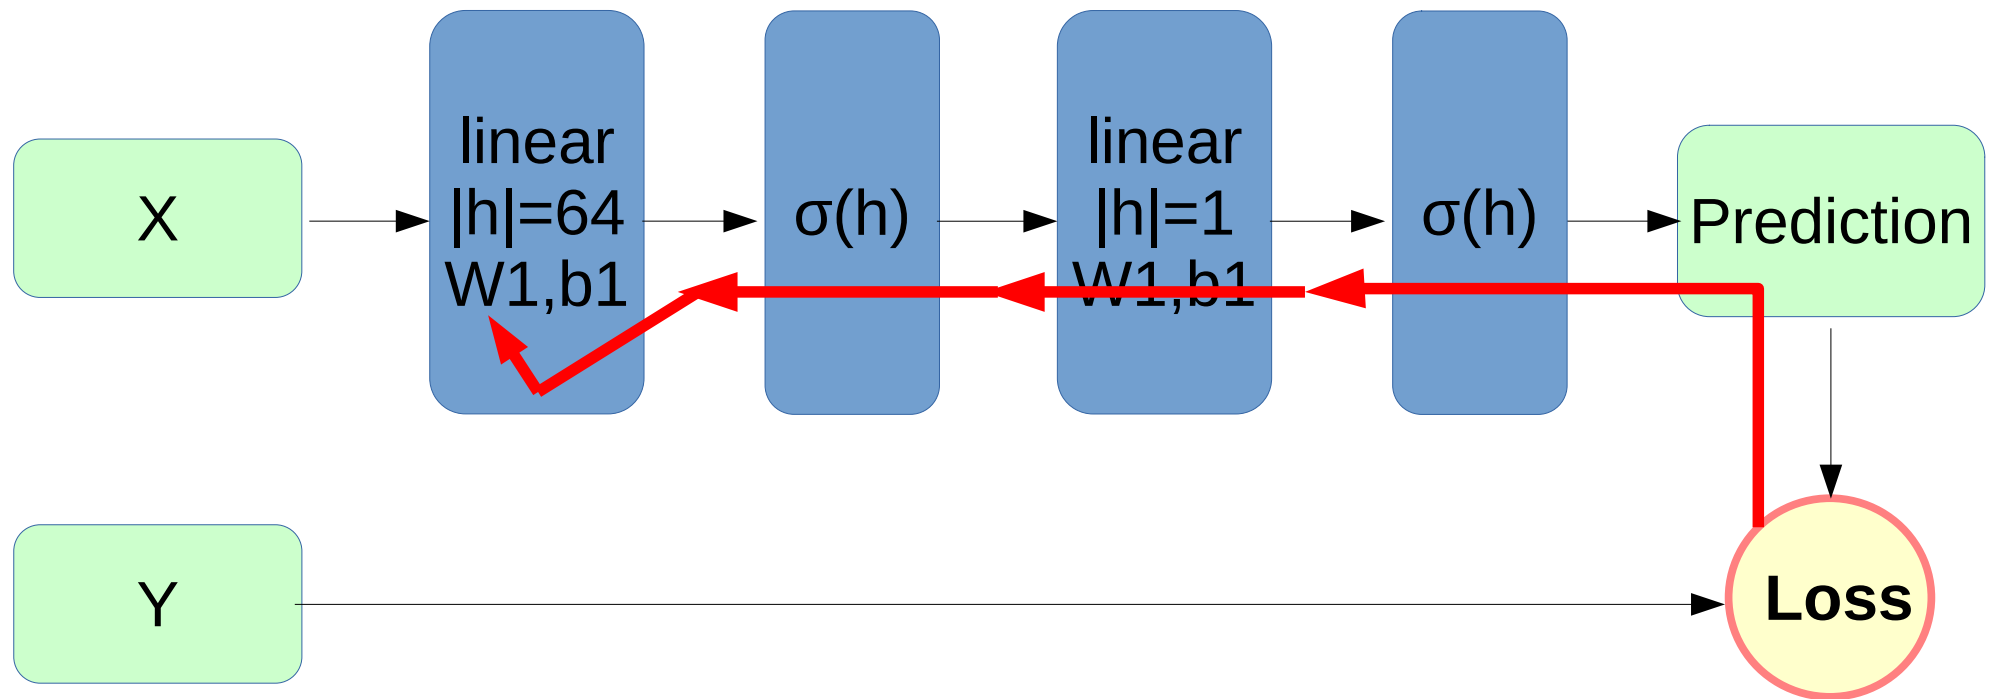 X
linear
|h|=64
W1,b1
σ(h)
linear
|h|=1
W1,b1
σ(h)
Prediction
Y
Loss